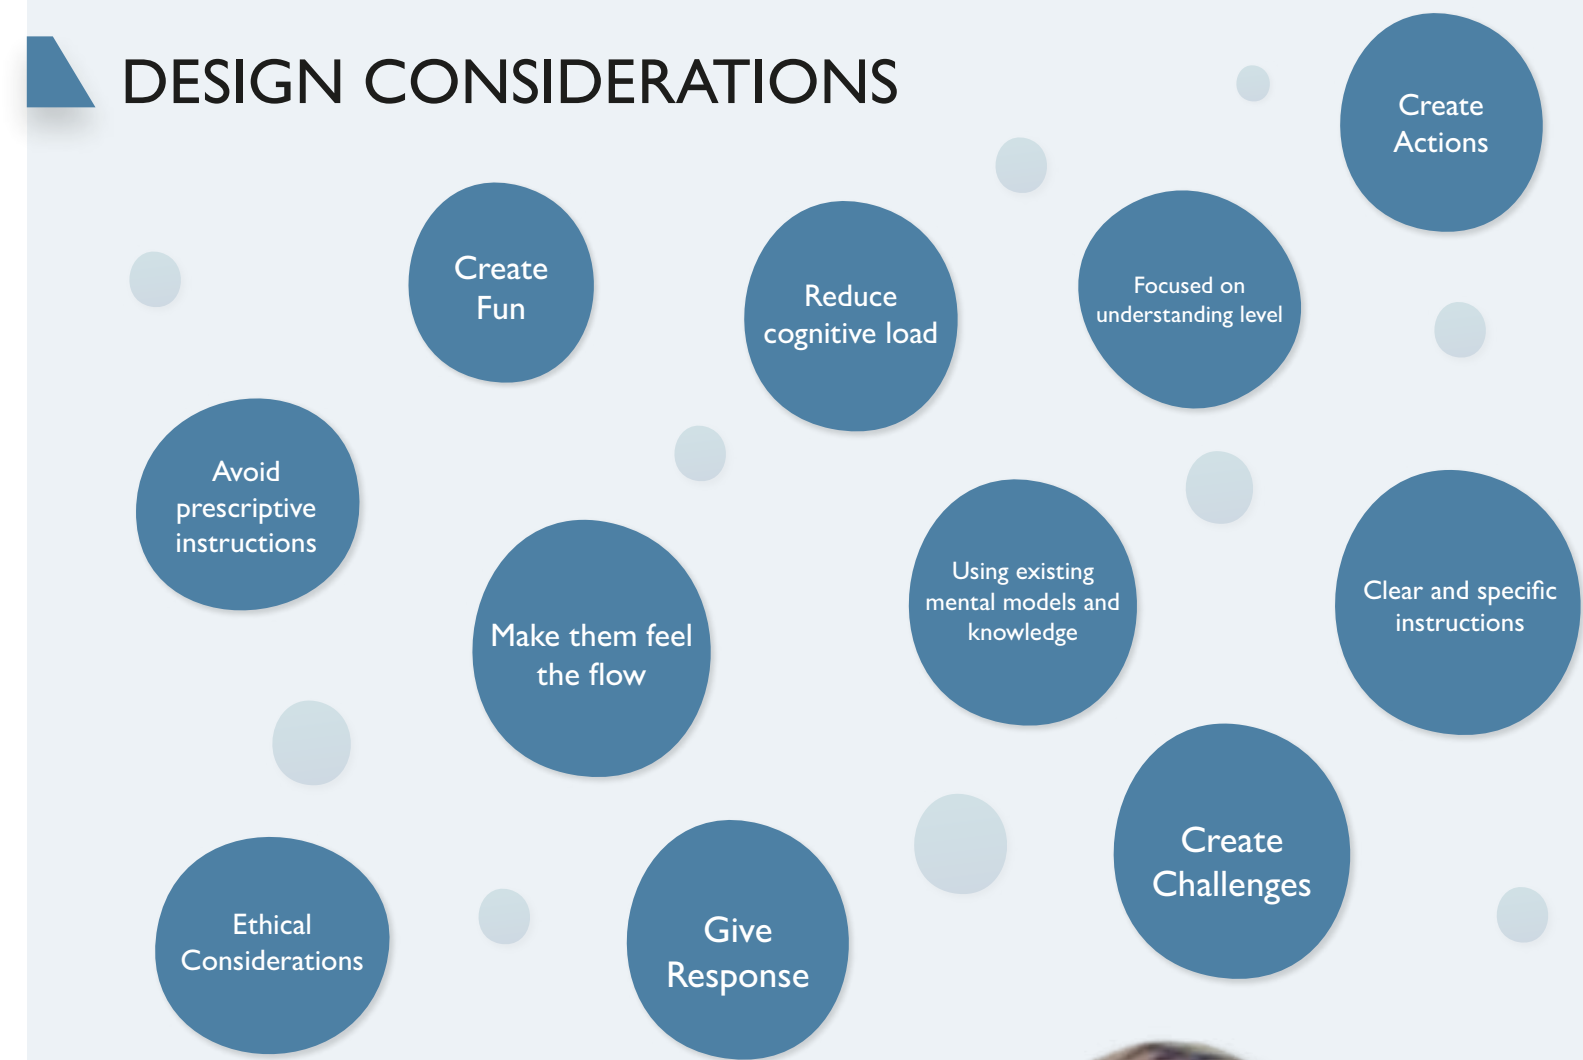 DESIGN CONSIDERATIONS
Create
Actions
Create
Fun
Reduce
cognitive load
Focused on
understanding level
Avoid
prescriptive
instructions
Make them feel
the flow
Using existing
mental models and
knowledge
Clear and specific
instructions
Ethical
Considerations
Give
Response
Create
Challenges